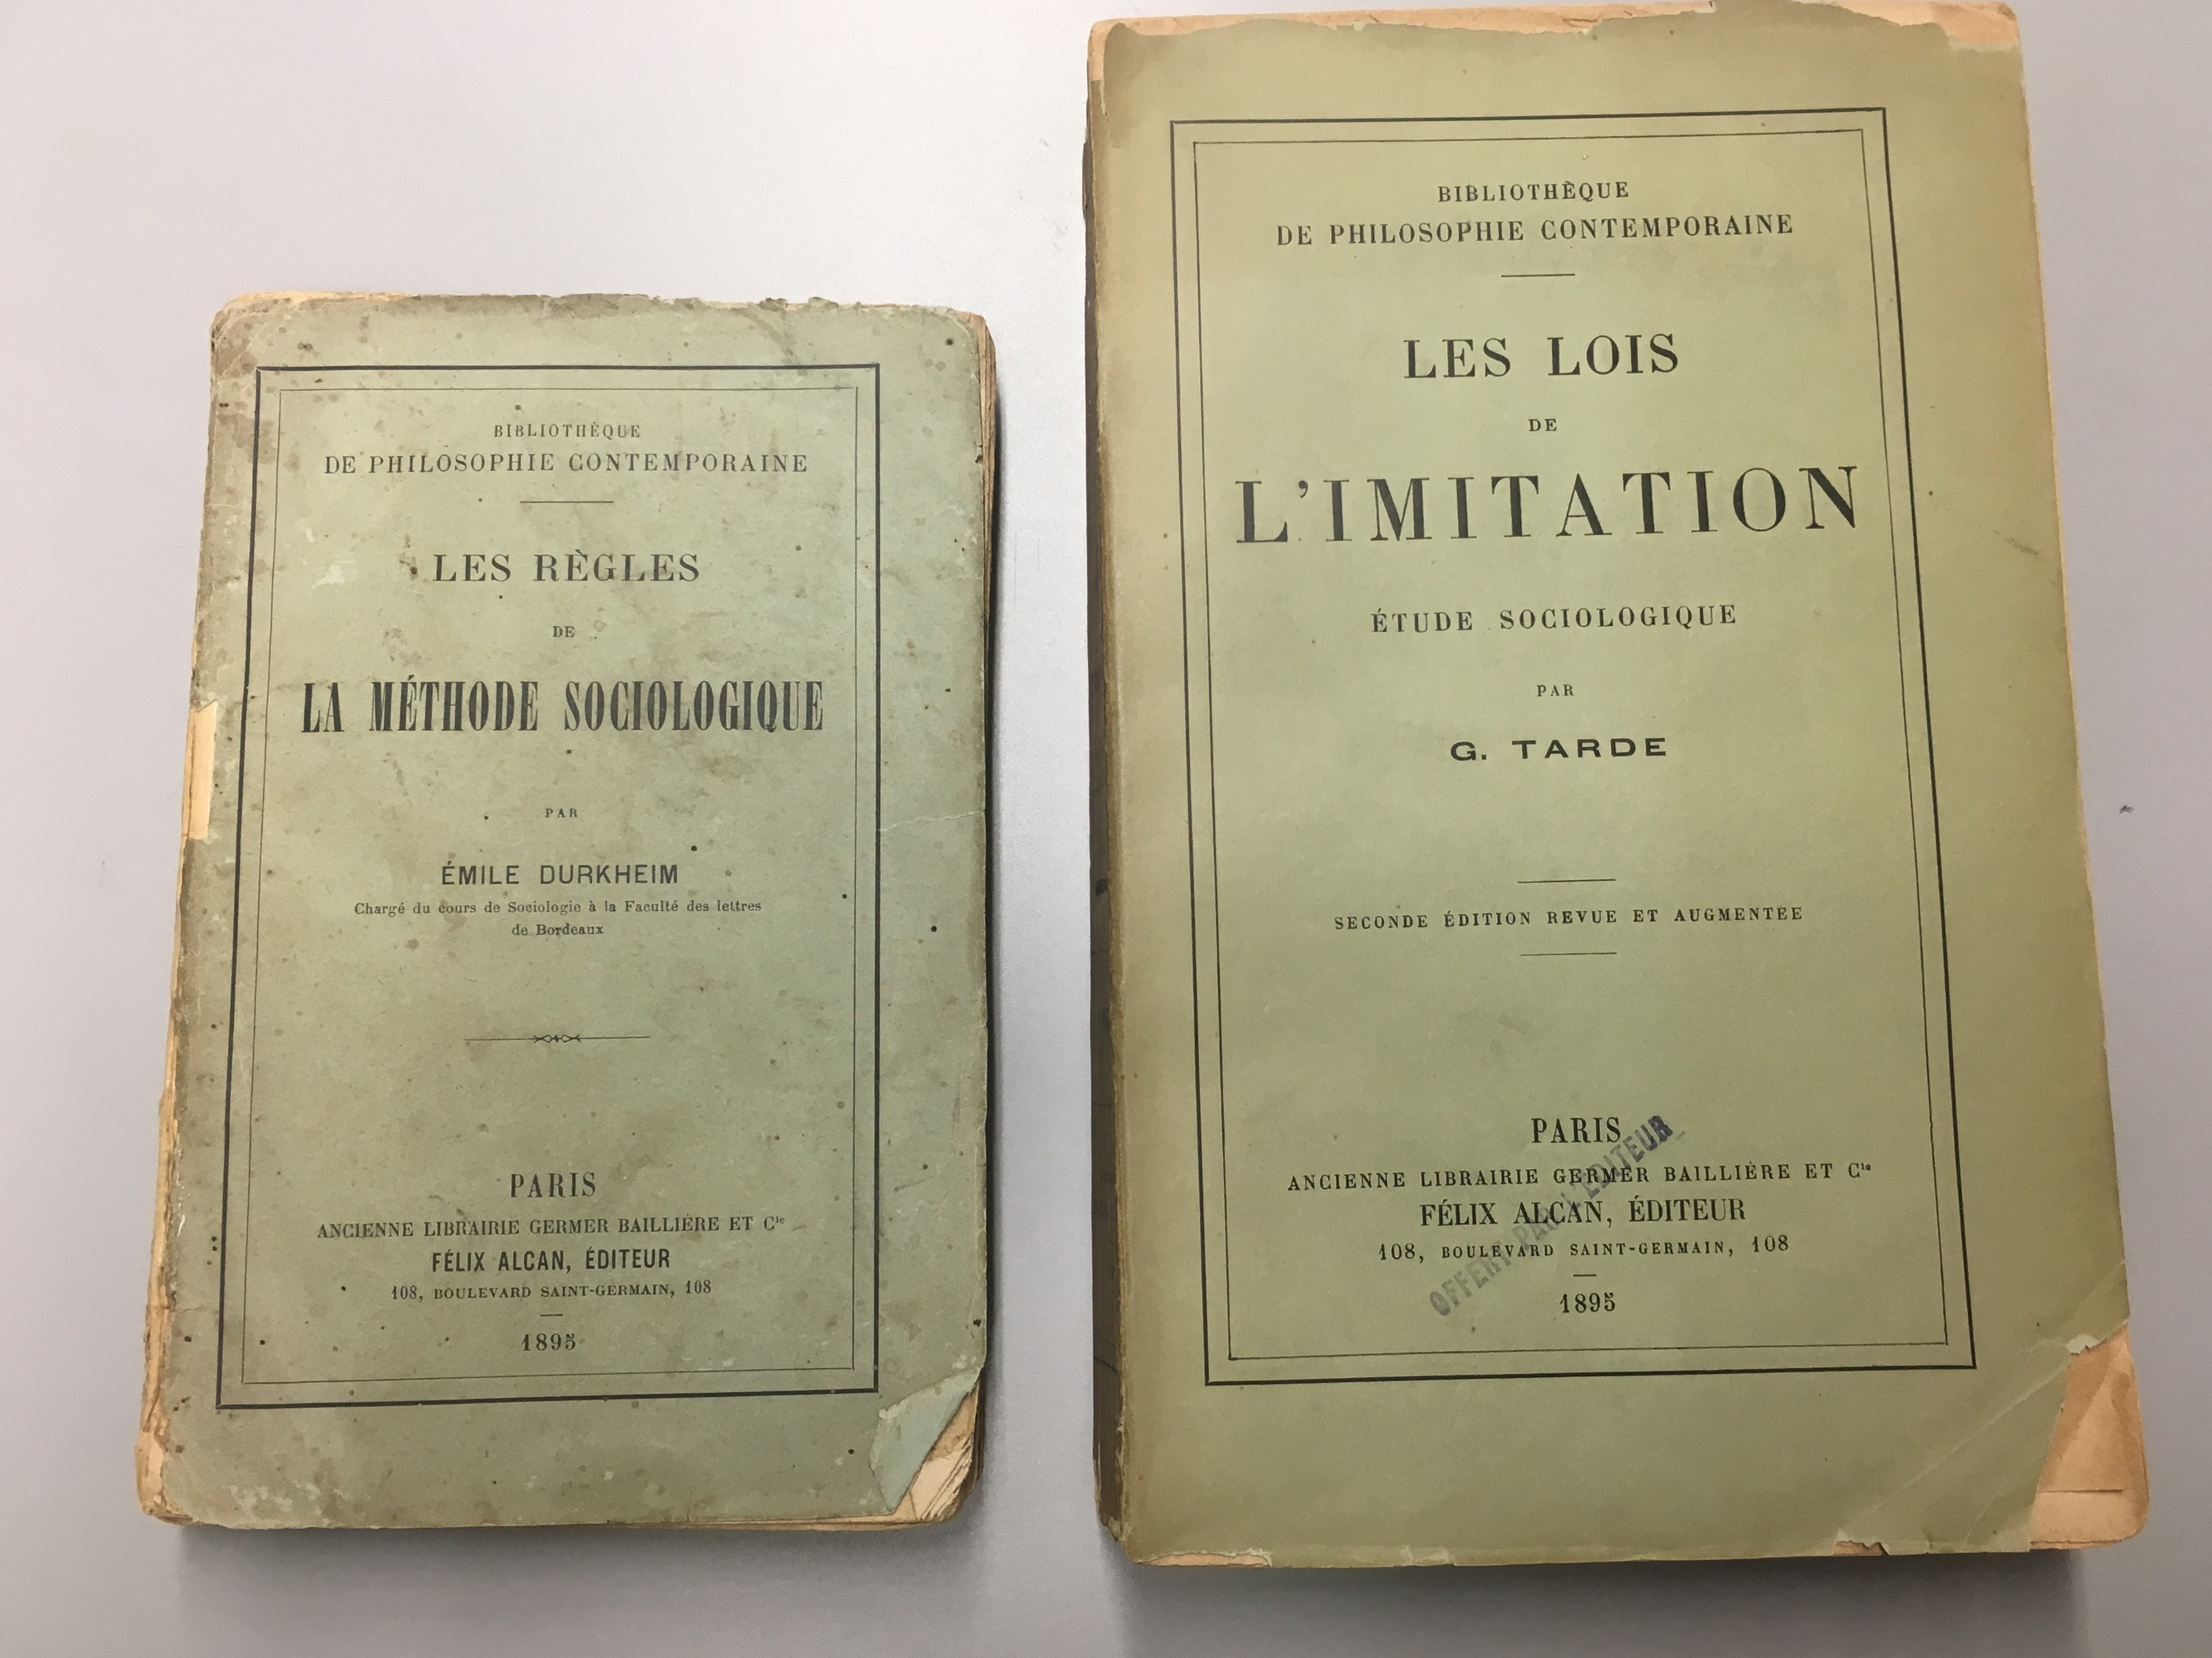 BIBLIOTHÈQUE
DE PHILOSOPHIE CONTEMPORAINE
LES RÈGLES
DE
LA MÉTHODE SOCIOLOGIQUE
PAR
ÉMILE DURKHEIM
Chargé du cours de Sociologie à la Faculté des lettres
de Bordeaux
PARIS
ANCIENNE LIBRAIRIE GERMER BAILLIÈRE ET Cie
FÉLIX ALCAN, ÉDITEUR
108, BOULEVARD SAINT-GERMAIN, 108
1895
BIBLIOTHÈQUE
DE PHILOSOPHIE CONTEMPORAINE
LES LOIS
DE
L'IMITATION
ÉTUDE SOCIOLOGIQUE
PAR
G. TARDE
SECONDE ÉDITION REVUE ET AUGMENTÉE
PARIS
ANCIENNE LIBRAIRIE GERMER BAILLIÈRE ET Cie
FÉLIX ALCAN, ÉDITEUR
108, BOULEVARD SAINT-GERMAIN, 108
1895
OFFERT PAR L'ÉDITEUR